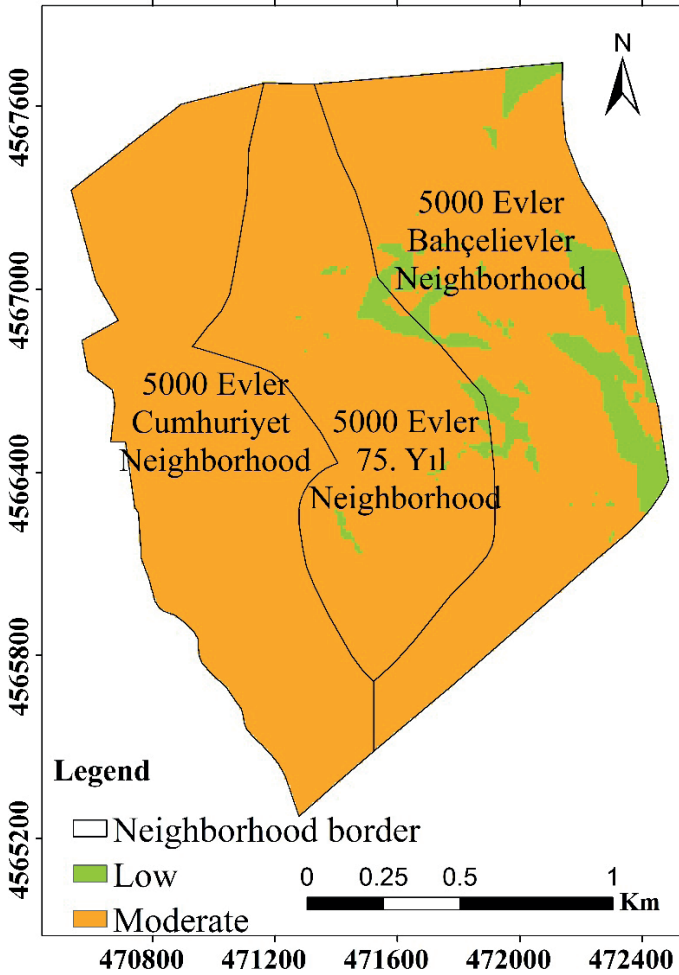 N
4567600
4567000
4566400
4565800
4565200
5000 Evler
Bahçelievler
Neighborhood
5000 Evler
Cumhuriyet
Neighborhood
5000 Evler
75. Yıl
Neighborhood
Legend
Neighborhood border
Low
Moderate
0 0.25 0.5 1
Km
470800 471200 471600 472000 472400